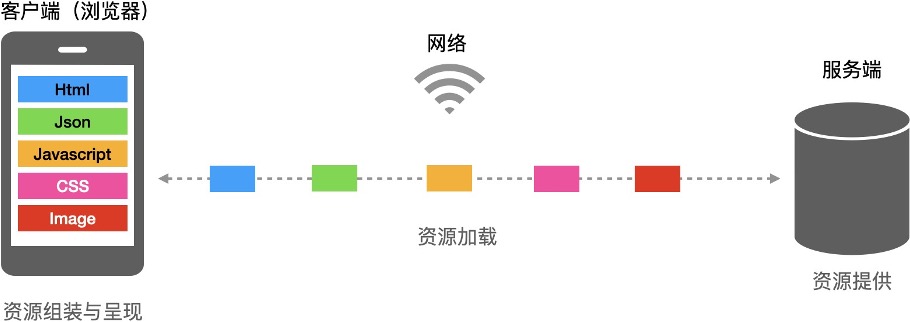 客户端（浏览器）
Html
Json
Javascript
CSS
Image
资源组装与呈现
网络
资源加载
服务端
资源提供